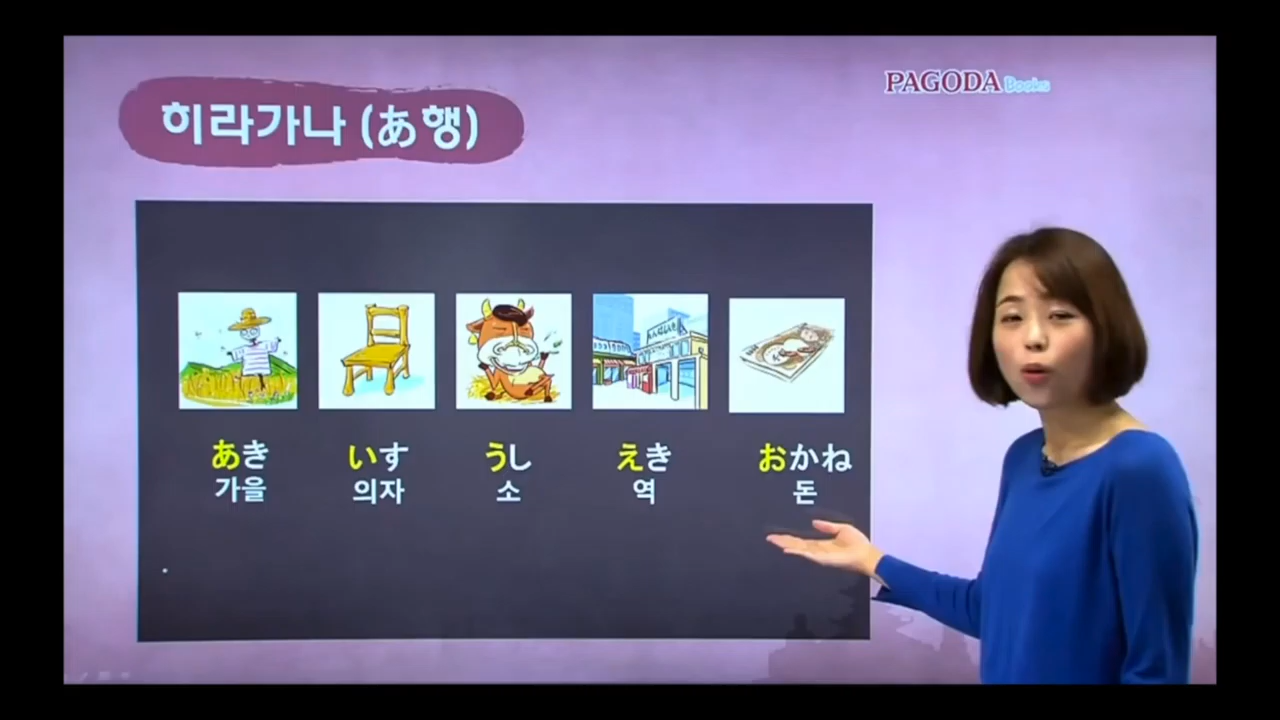 히라가나 (あ행)
PAGODA Books
あき いす うし えき おかね
가을 의자 소 역 돈